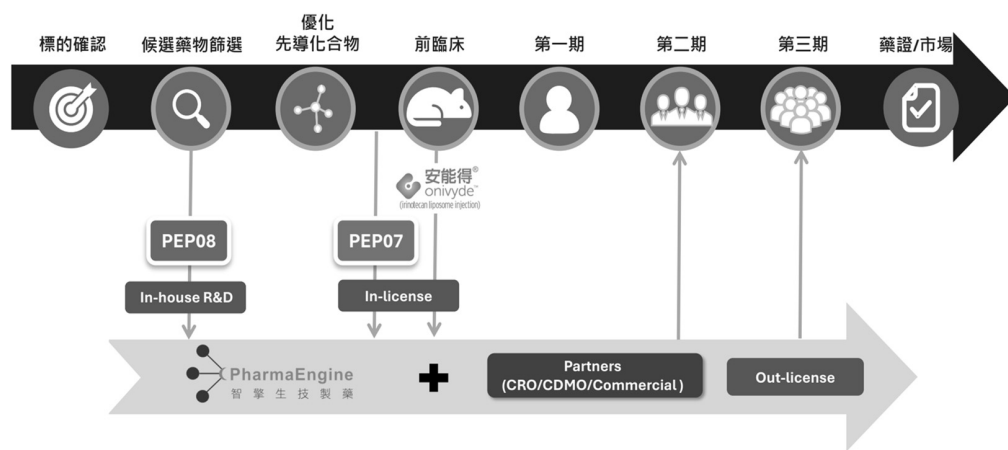 標的確認
候選藥物篩選
優化
先導化合物
前臨床
第一期
第二期
第三期
藥證/市場
安能得®
onivyde™
(irinotecan liposome injection)
PEP08
PEP07
In-house R&D
In-license
PharmaEngine
智擎生技製藥
Partners
(CRO/CDMO/Commercial)
Out-license